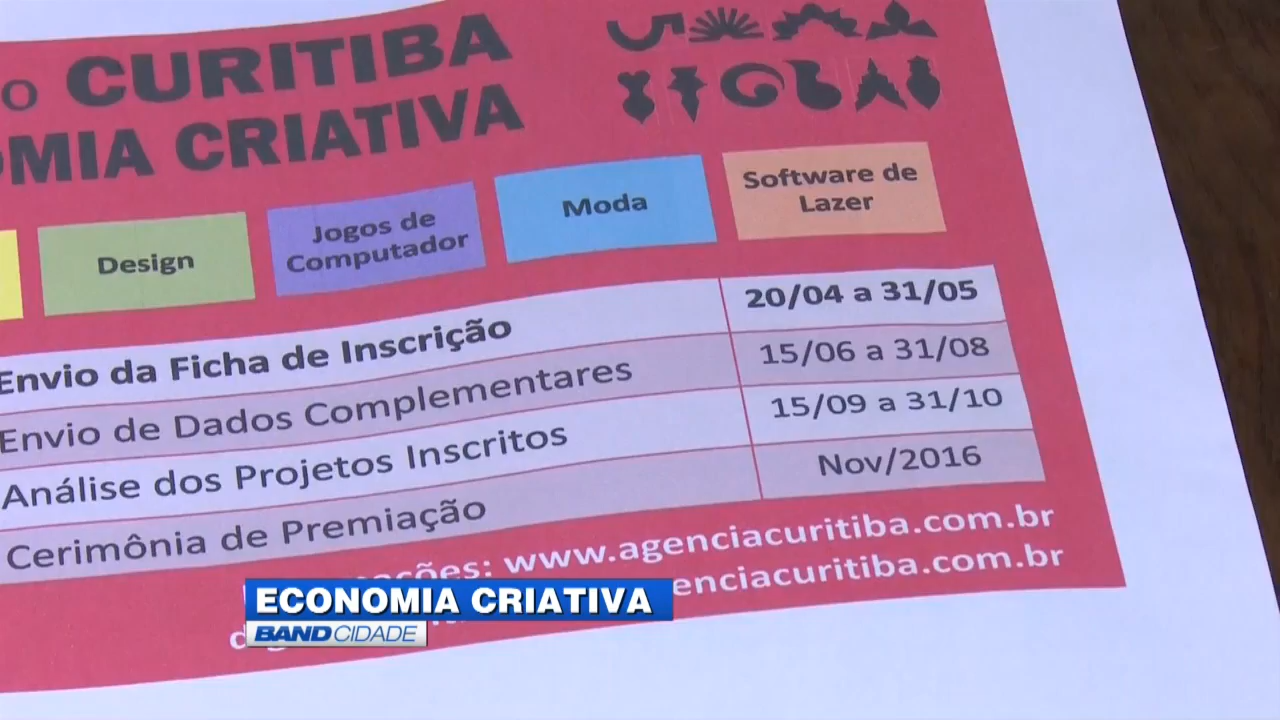 CURITIBA
CRIATIVA
Design
Jogos de
Computador
Moda
Software de
Lazer
Envio da Ficha de Inscrição 20/04 a 31/05
Envio de Dados Complementares 15/06 a 31/08
Análise dos Projetos Inscritos 15/09 a 31/10
Cerimônia de Premiação Nov/2016
www.agenciacuritiba.com.br
enciacuritiba.com.br
ECONOMIA CRIATIVA
BAND CIDADE